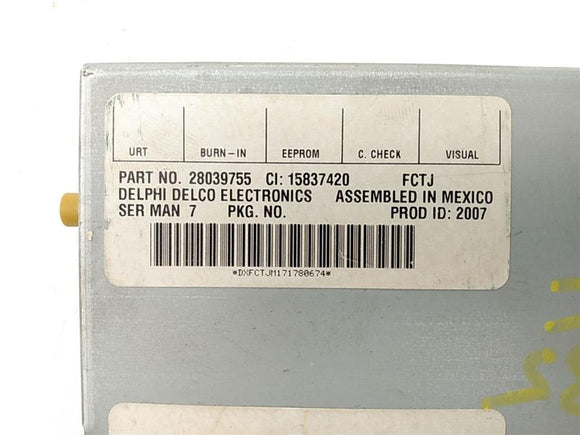 URT BURN-IN EEPROM C. CHECK VISUAL
PART NO. 28039755 CI: 15837420 FCTJ
DELPHI DELCO ELECTRONICS ASSEMBLED IN MEXICO
SER MAN 7 PKG. NO. PROD ID: 2007
*DXFCTJM171780674*